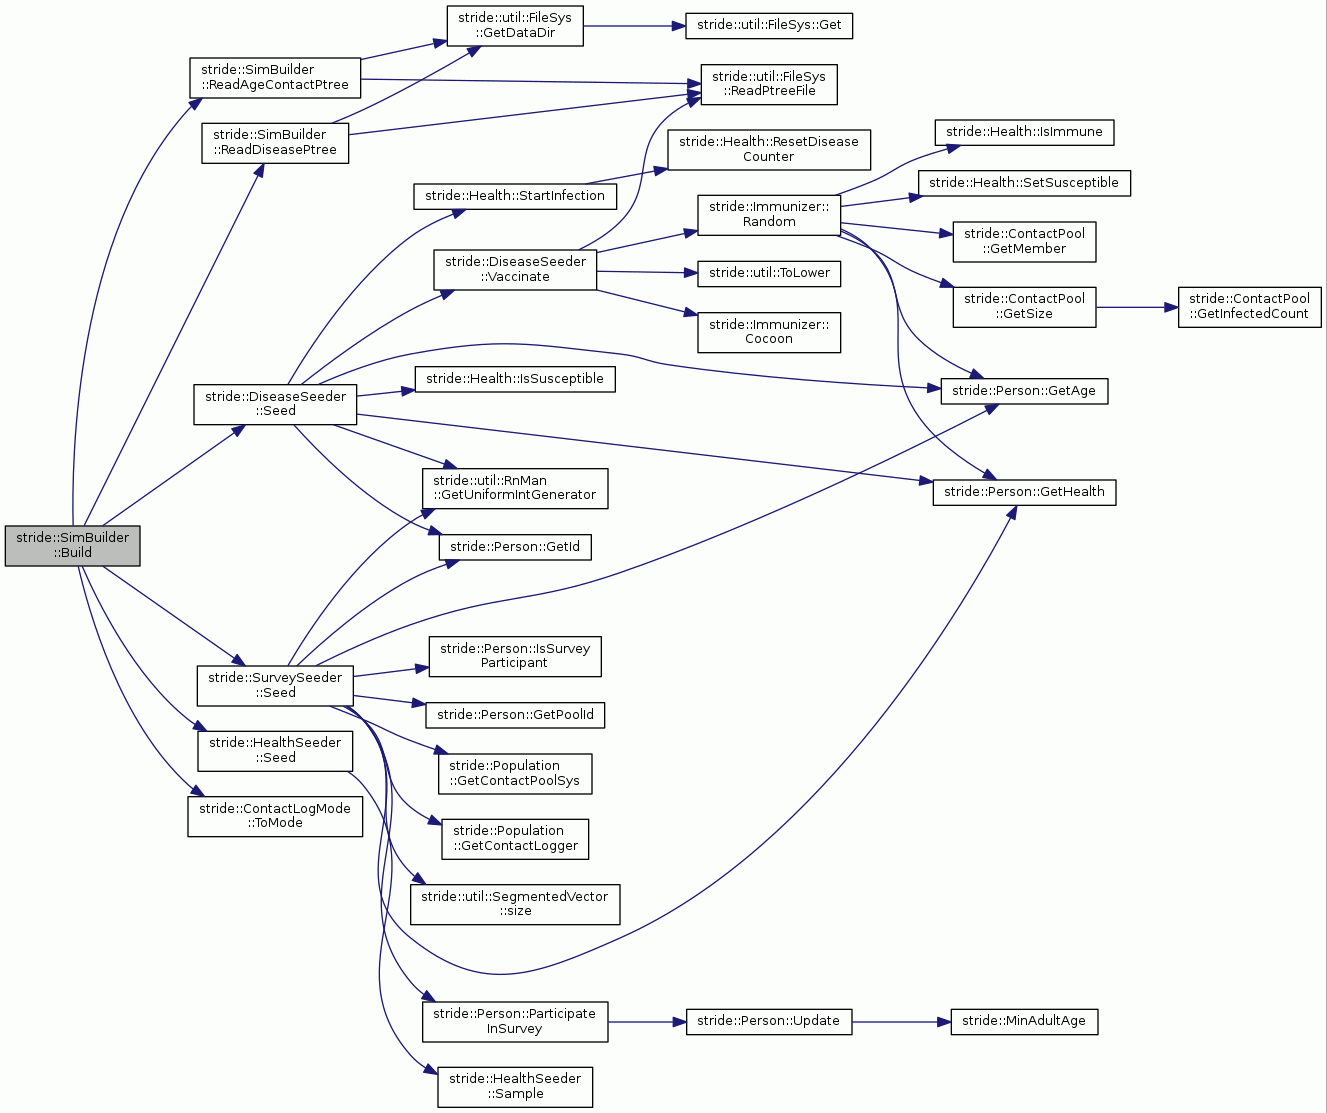 stride::SimBuilder
::Build
stride::SimBuilder
::ReadAgeContactPtree
stride::SimBuilder
::ReadDiseasePtree
stride::DiseaseSeeder
::Seed
stride::SurveySeeder
::Seed
stride::HealthSeeder
::Seed
stride::ContactLogMode
::ToMode
stride::util::FileSys
::GetDataDir
stride::Health::StartInfection
stride::DiseaseSeeder
::Vaccinate
stride::Health::IsSusceptible
stride::util::RnMan
::GetUniformIntGenerator
stride::Person::GetId
stride::Person::IsSurvey
Participant
stride::Person::GetPoolId
stride::Population
::GetContactPoolSys
stride::Population
::GetContactLogger
stride::util::SegmentedVector
::size
stride::Person::Participate
InSurvey
stride::HealthSeeder
::Sample
stride::util::FileSys::Get
stride::util::FileSys
::ReadPtreeFile
stride::Health::ResetDisease
Counter
stride::Immunizer::
Random
stride::util::ToLower
stride::Immunizer::
Cocoon
stride::Person::Update
stride::Health::IsImmune
stride::Health::SetSusceptible
stride::ContactPool
::GetMember
stride::ContactPool
::GetSize
stride::Person::GetAge
stride::Person::GetHealth
stride::MinAdultAge
stride::ContactPool
::GetInfectedCount